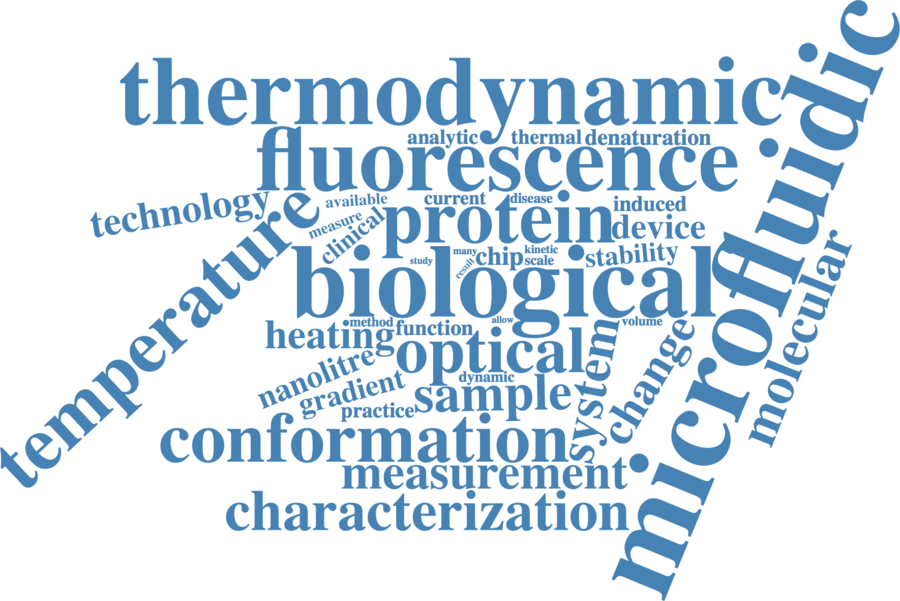 thermodynamic
microfluidic
analytic
thermal
denaturation
fluorescence
technology
available
current
disease
induced
measure
clinical
protein
device
temperature
study
many
result
chip
kinetic
scale
stability
biological
molecular
heating
method
function
allow
volume
optical
system
change
nanolitre
gradient
dynamic
practice
sample
conformation
measurement
characterization